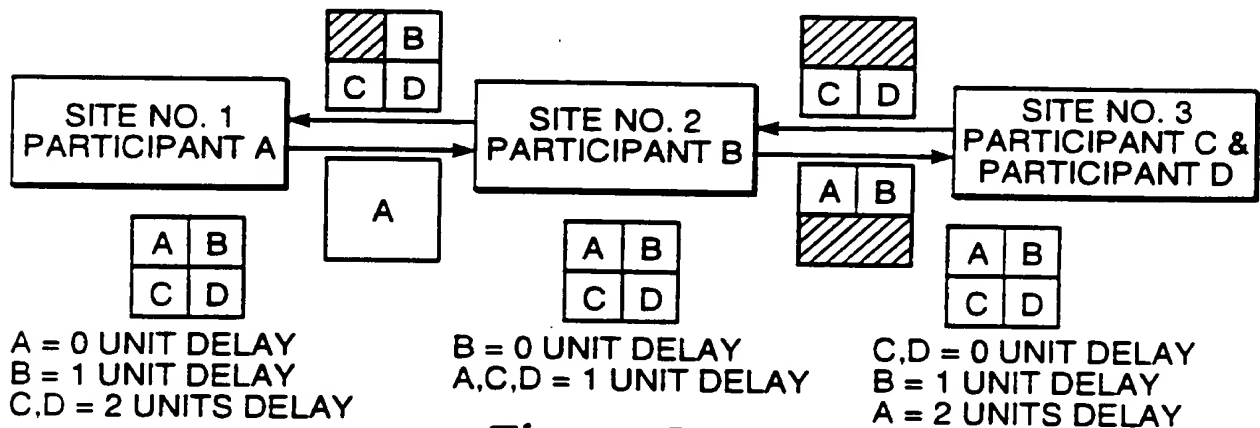 B
C D
SITE NO. 1
PARTICIPANT A
A
A B
C D
A = 0 UNIT DELAY
B = 1 UNIT DELAY
C,D = 2 UNITS DELAY
SITE NO. 2
PARTICIPANT B
A B
C D
B = 0 UNIT DELAY
A,C,D = 1 UNIT DELAY
C D
A B
SITE NO. 3
PARTICIPANT C &
PARTICIPANT D
A B
C D
C,D = 0 UNIT DELAY
B = 1 UNIT DELAY
A = 2 UNITS DELAY